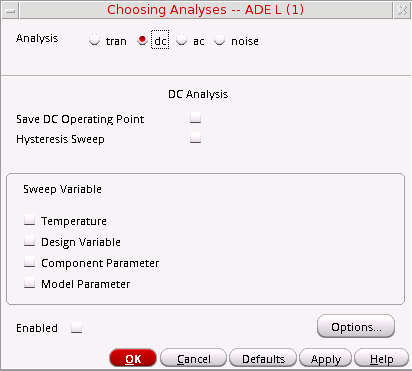 Choosing Analyses -- ADE L (1)
Analysis tran dc ac noise
DC Analysis
Save DC Operating Point
Hysteresis Sweep
Sweep Variable
Temperature
Design Variable
Component Parameter
Model Parameter
Enabled Options...
OK Cancel Defaults Apply Help